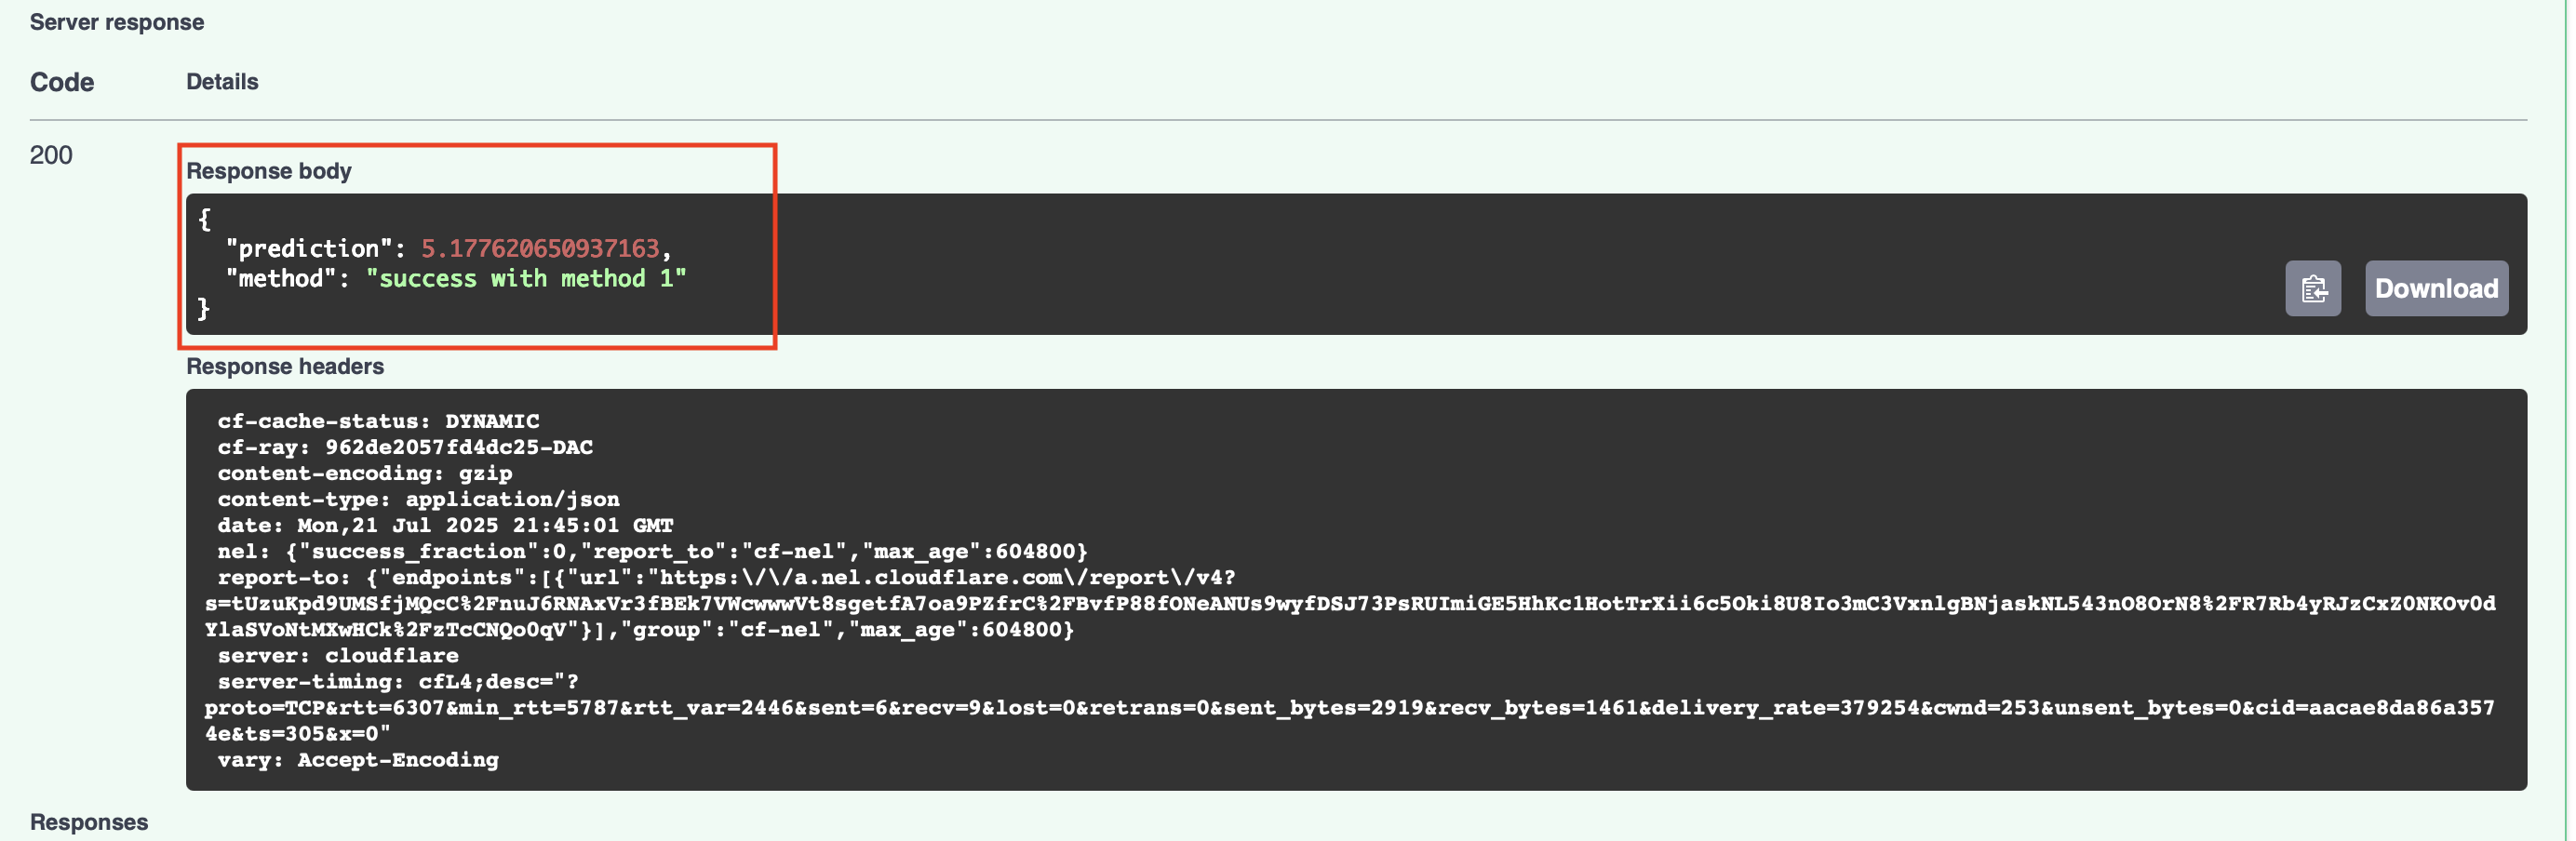 Server response
Code Details
200
Response body
{
"prediction": 5.177620650937163,
"method": "success with method 1"
}
Download
Response headers
cf-cache-status: DYNAMIC
cf-ray: 962de2057fd4dc25-DAC
content-encoding: gzip
content-type: application/json
date: Mon,21 Jul 2025 21:45:01 GMT
nel: {"success_fraction":0,"report_to":"cf-nel","max_age":604800}
report-to: {"endpoints":[{"url":"https:\/\/a.nel.cloudflare.com\/report\/v4?
s=tUzuKpd9UMSfjMQcC%2FnuJ6RNAxVr3fBEk7VWcwwwVt8sgetfA7oa9PZfrC%2FBvfP88fONeANUs9wyfDSJ73PsRUImiGE5HhKc1HotTrXii6c5Oki8U8Io3mC3VxnlgBNjaskNL543nO8OrN8%2FR7Rb4yRJzCxZ0NKOv0d
YlaSVoNtMXwHCk%2FzTcCNQo0qV"}],"group":"cf-nel","max_age":604800}
server: cloudflare
server-timing: cfL4;desc="?
proto=TCP&rtt=6307&min_rtt=5787&rtt_var=2446&sent=6&recv=9&lost=0&retrans=0&sent_bytes=2919&recv_bytes=1461&delivery_rate=379254&cwnd=253&unsent_bytes=0&cid=aacae8da86a357
4e&ts=305&x=0"
vary: Accept-Encoding
Responses